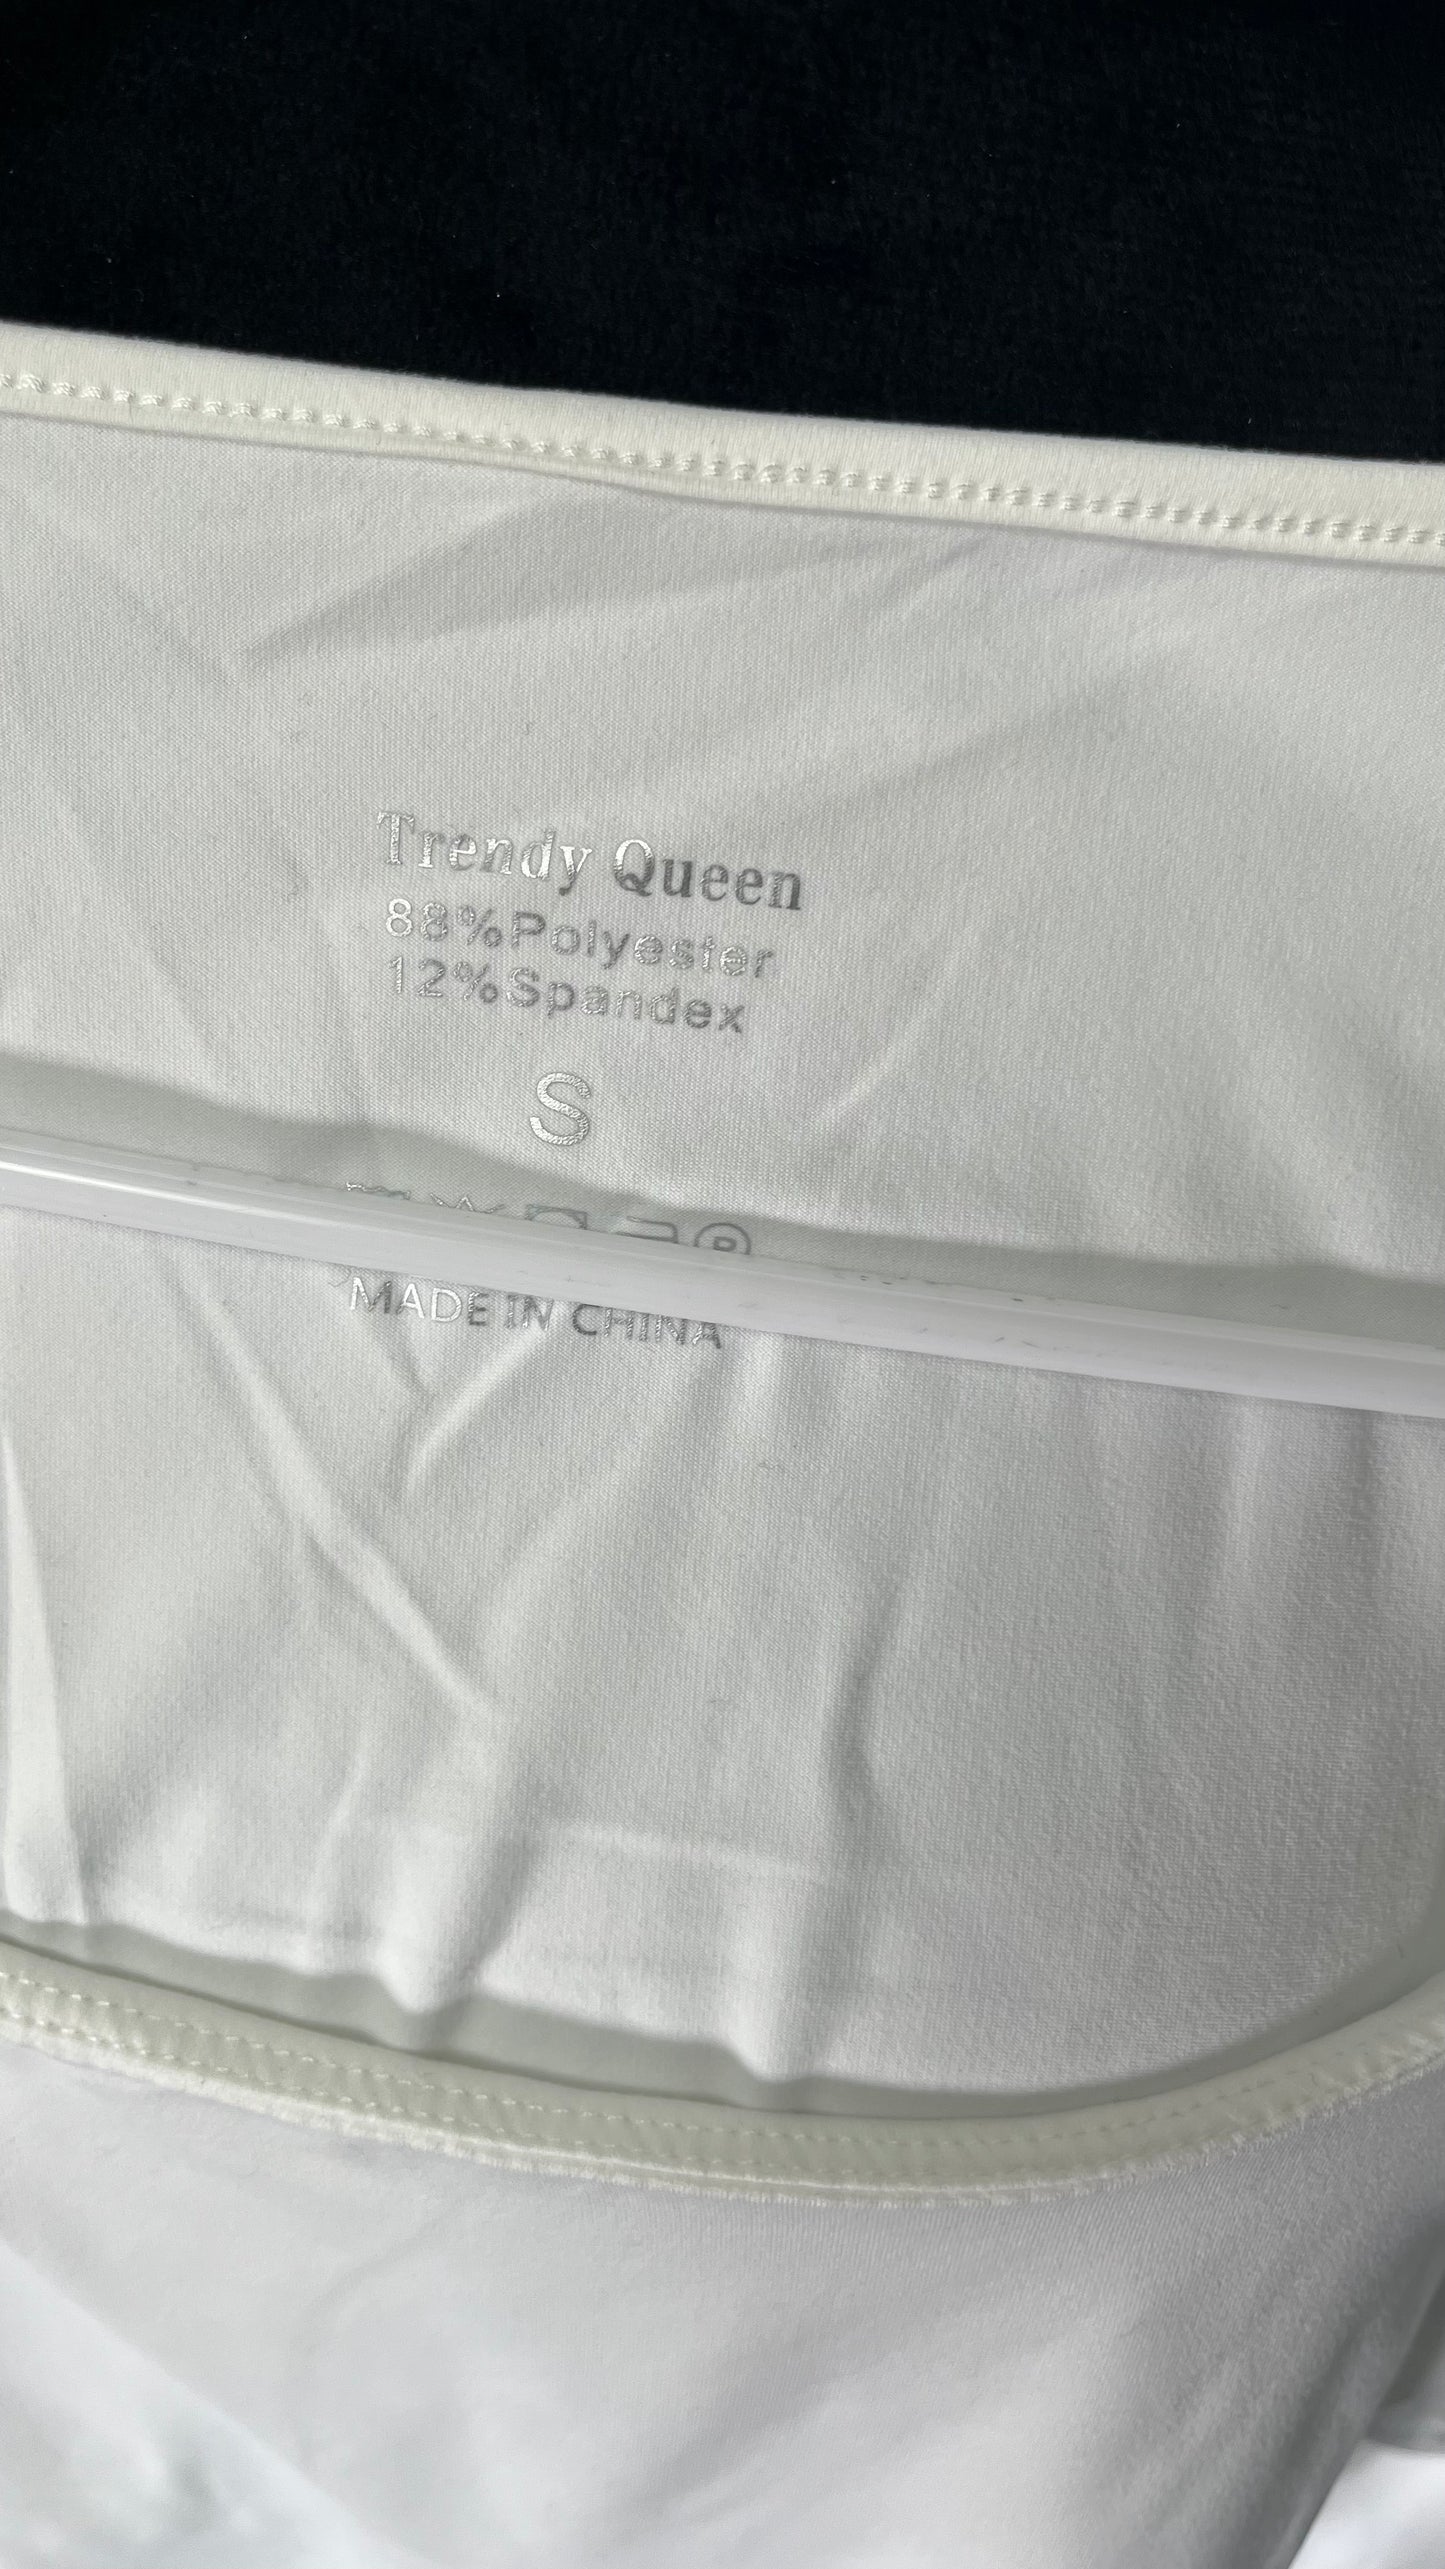 Trendy Queen
88%Polyester
12%Spandex
S
MADE IN CHINA